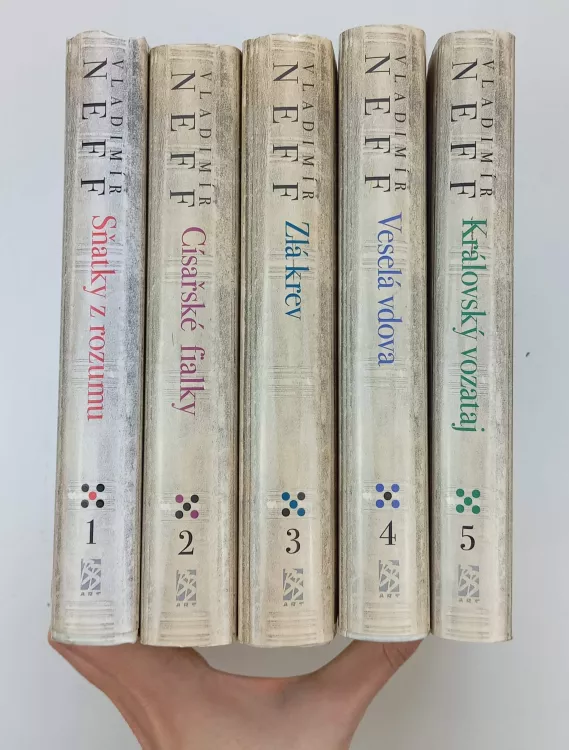 VLADIMÍR
NEFF
Sňatky z rozumu
1
VLADIMÍR
NEFF
Císařské fialky
2
VLADIMÍR
NEFF
Zlá krev
3
VLADIMÍR
NEFF
Veselá vdova
4
VLADIMÍR
NEFF
Královský vozataj
5